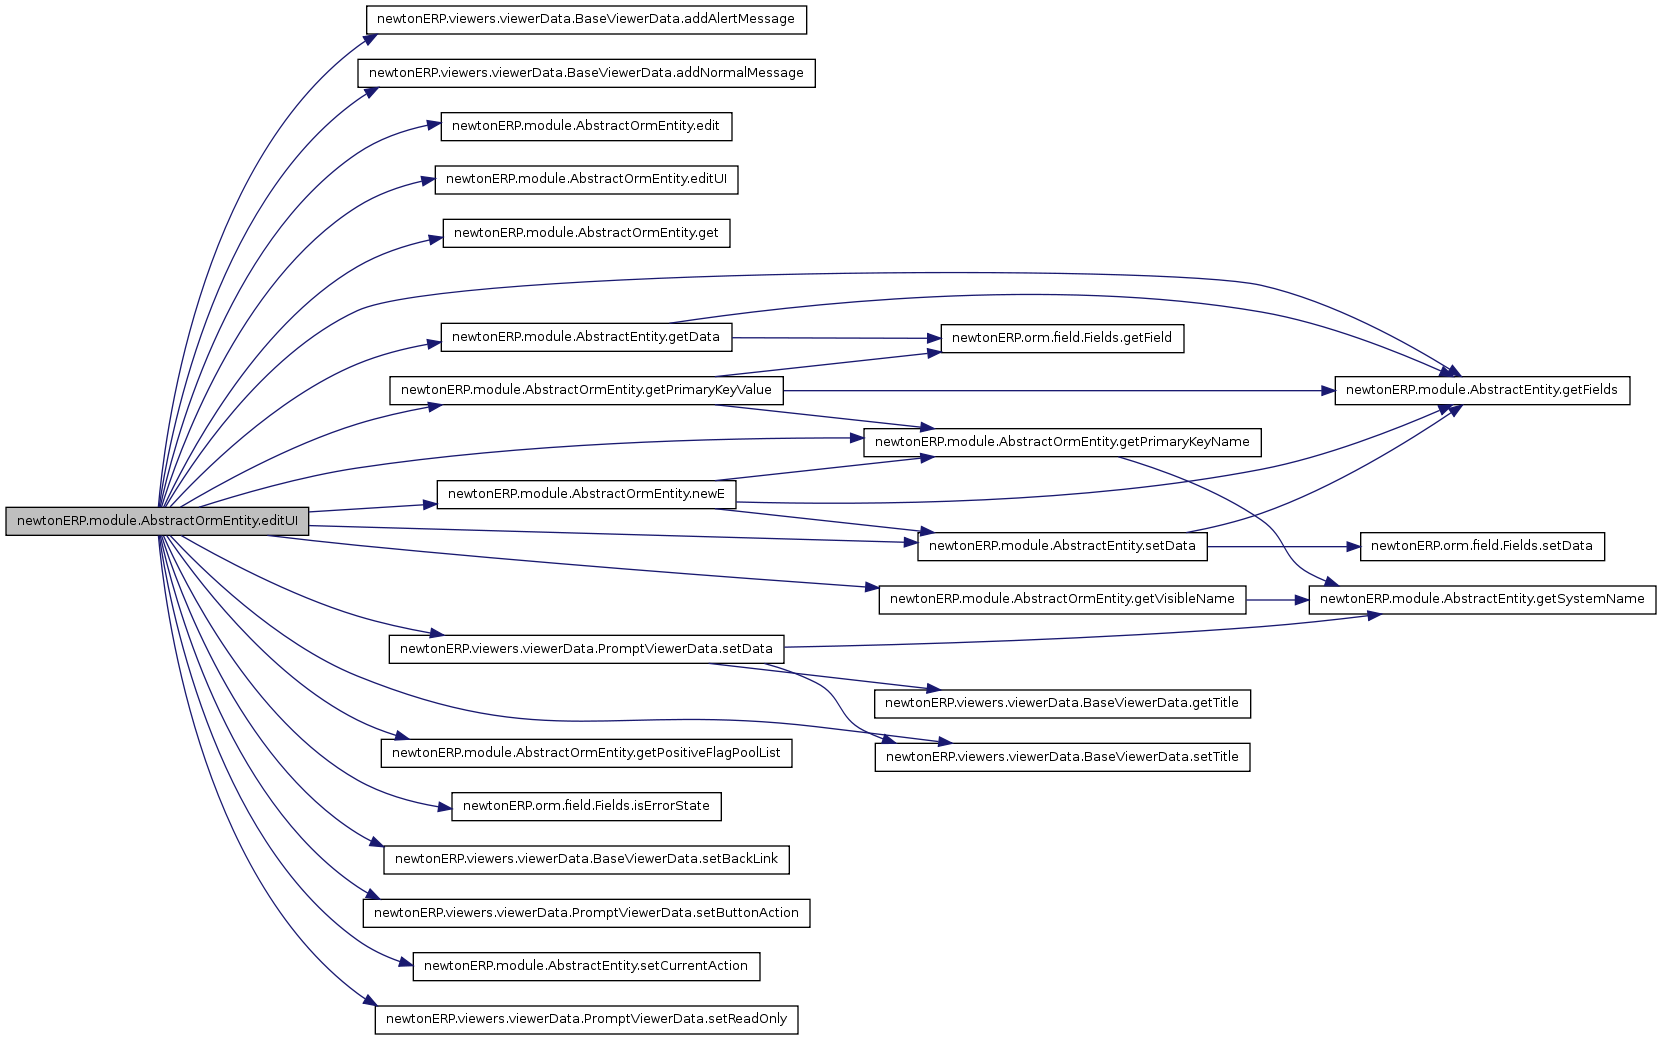 newtonERP.viewers.viewerData.BaseViewerData.addAlertMessage
newtonERP.viewers.viewerData.BaseViewerData.addNormalMessage
newtonERP.module.AbstractOrmEntity.edit
newtonERP.module.AbstractOrmEntity.editUI
newtonERP.module.AbstractOrmEntity.get
newtonERP.module.AbstractEntity.getData
newtonERP.orm.field.Fields.getField
newtonERP.module.AbstractOrmEntity.getPrimaryKeyValue
newtonERP.module.AbstractEntity.getFields
newtonERP.module.AbstractOrmEntity.getPrimaryKeyName
newtonERP.module.AbstractOrmEntity.newE
newtonERP.module.AbstractOrmEntity.editUI
newtonERP.module.AbstractEntity.setData
newtonERP.orm.field.Fields.setData
newtonERP.module.AbstractOrmEntity.getVisibleName
newtonERP.module.AbstractEntity.getSystemName
newtonERP.viewers.viewerData.PromptViewerData.setData
newtonERP.viewers.viewerData.BaseViewerData.getTitle
newtonERP.module.AbstractOrmEntity.getPositiveFlagPoolList
newtonERP.viewers.viewerData.BaseViewerData.setTitle
newtonERP.orm.field.Fields.isErrorState
newtonERP.viewers.viewerData.BaseViewerData.setBackLink
newtonERP.viewers.viewerData.PromptViewerData.setButtonAction
newtonERP.module.AbstractEntity.setCurrentAction
newtonERP.viewers.viewerData.PromptViewerData.setReadOnly